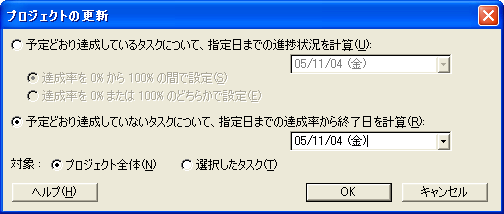 プロジェクトの更新
予定どおり達成しているタスクについて、指定日までの進捗状況を計算(U):
05/11/04 (金)
達成率を 0% から 100% の間で設定(S)
達成率を 0% または 100% のどちらかで設定(E)
予定どおり達成していないタスクについて、指定日までの達成率から終了日を計算(R):
05/11/04 (金)
対象: プロジェクト全体(N) 選択したタスク(T)
ヘルプ(H) OK キャンセル